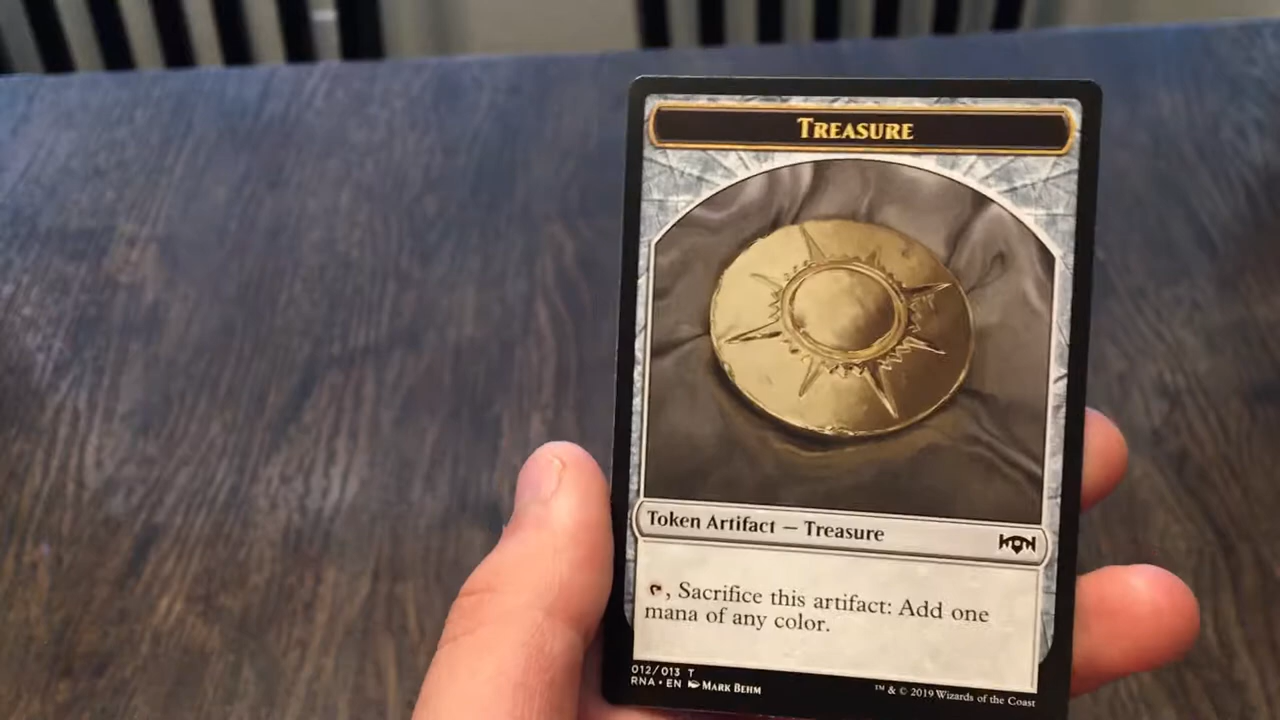 TREASURE
Token Artifact — Treasure
, Sacrifice this artifact: Add one
mana of any color.
012/013 T
RNA • EN MARK BEHM
™ & © 2019 Wizards of the Coast